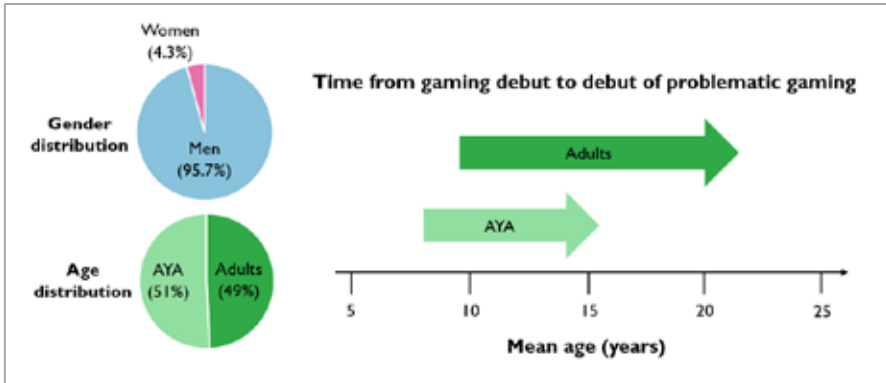 Women
(4.3%)
Gender
distribution
Men
(95.7%)
Age
distribution
AYA
(51%)
Adults
(49%)
Time from gaming debut to debut of problematic gaming
Adults
AYA
5 10 15 20 25
Mean age (years)